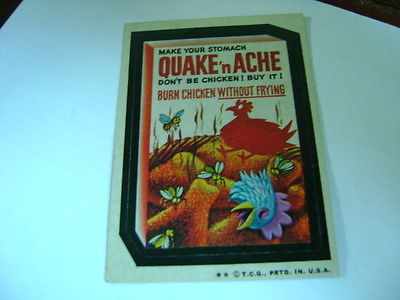 MAKE YOUR STOMACH
QUAKE 'n ACHE
DON'T BE CHICKEN! BUY IT!
BURN CHICKEN WITHOUT FRYING
★★ © T.C.G., PRTD. IN. U.S.A.